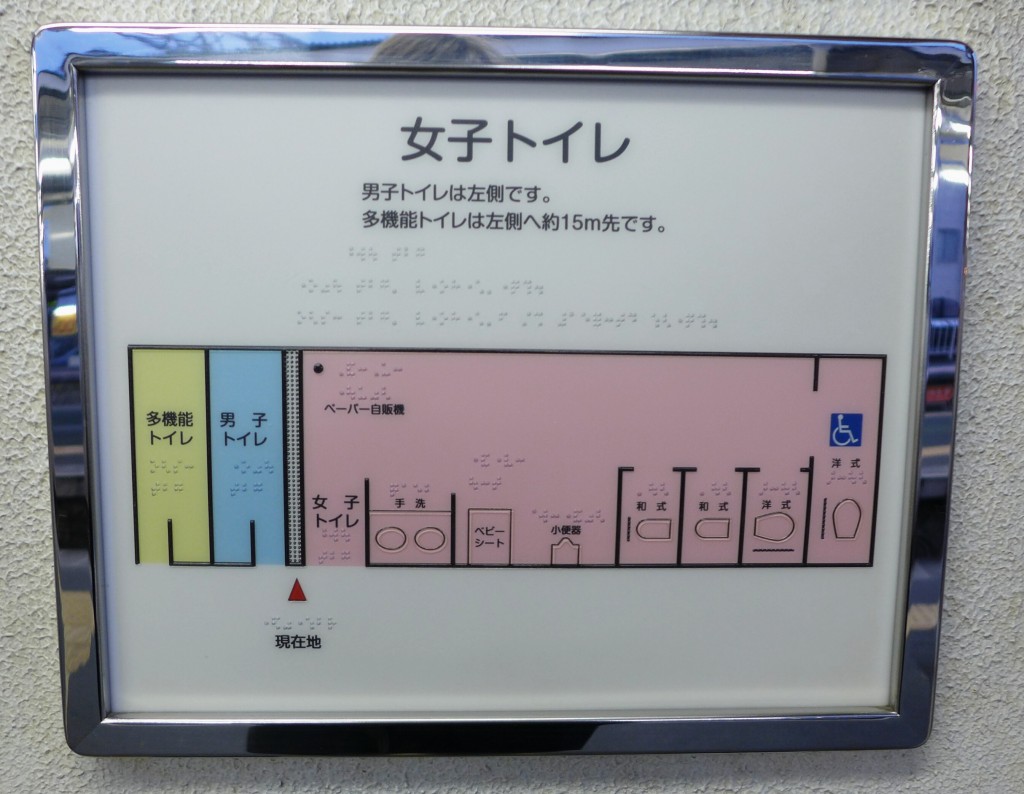 女子トイレ
男子トイレは左側です。
多機能トイレは左側へ約15m先です。
ペーパー自販機
多機能
トイレ
男 子
トイレ
女 子
トイレ
手 洗
ベビー
シート
小便器
和 式
和 式
洋 式
洋 式
現在地